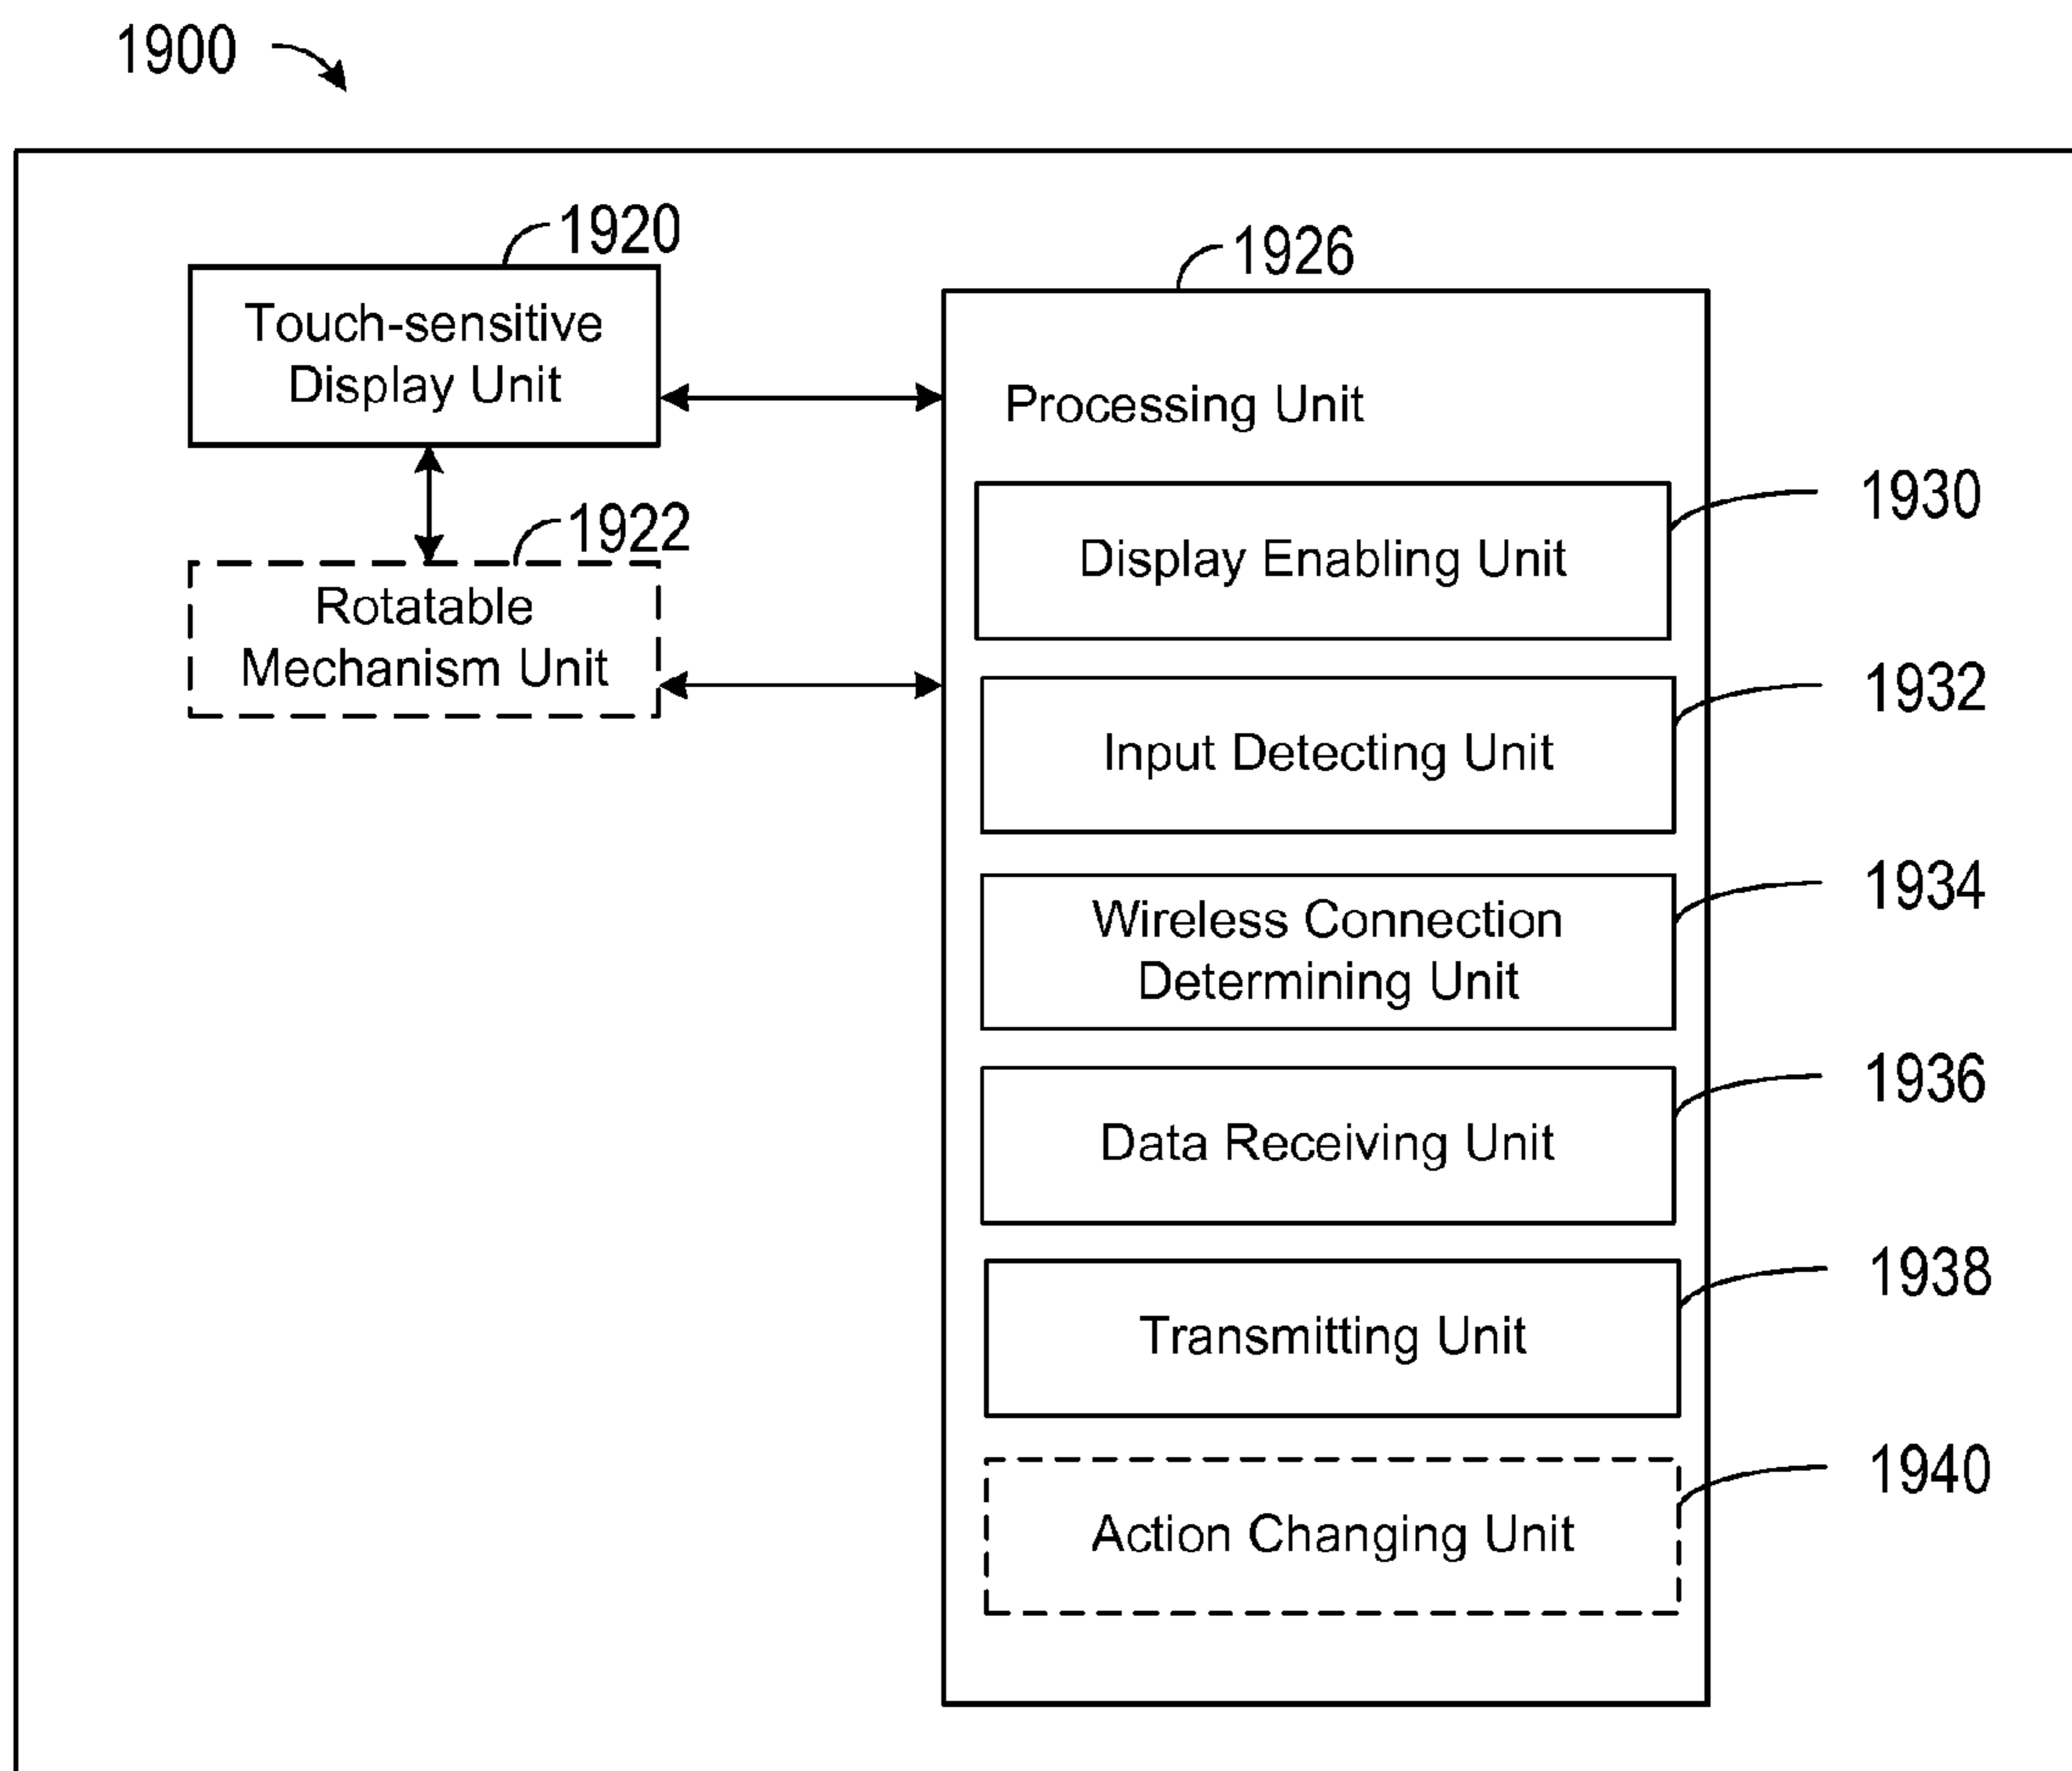 1900
1920
Touch-sensitive
Display Unit
1922
Rotatable
Mechanism Unit
1926
Processing Unit
1930
Display Enabling Unit
1932
Input Detecting Unit
1934
Wireless Connection
Determining Unit
1936
Data Receiving Unit
1938
Transmitting Unit
1940
Action Changing Unit